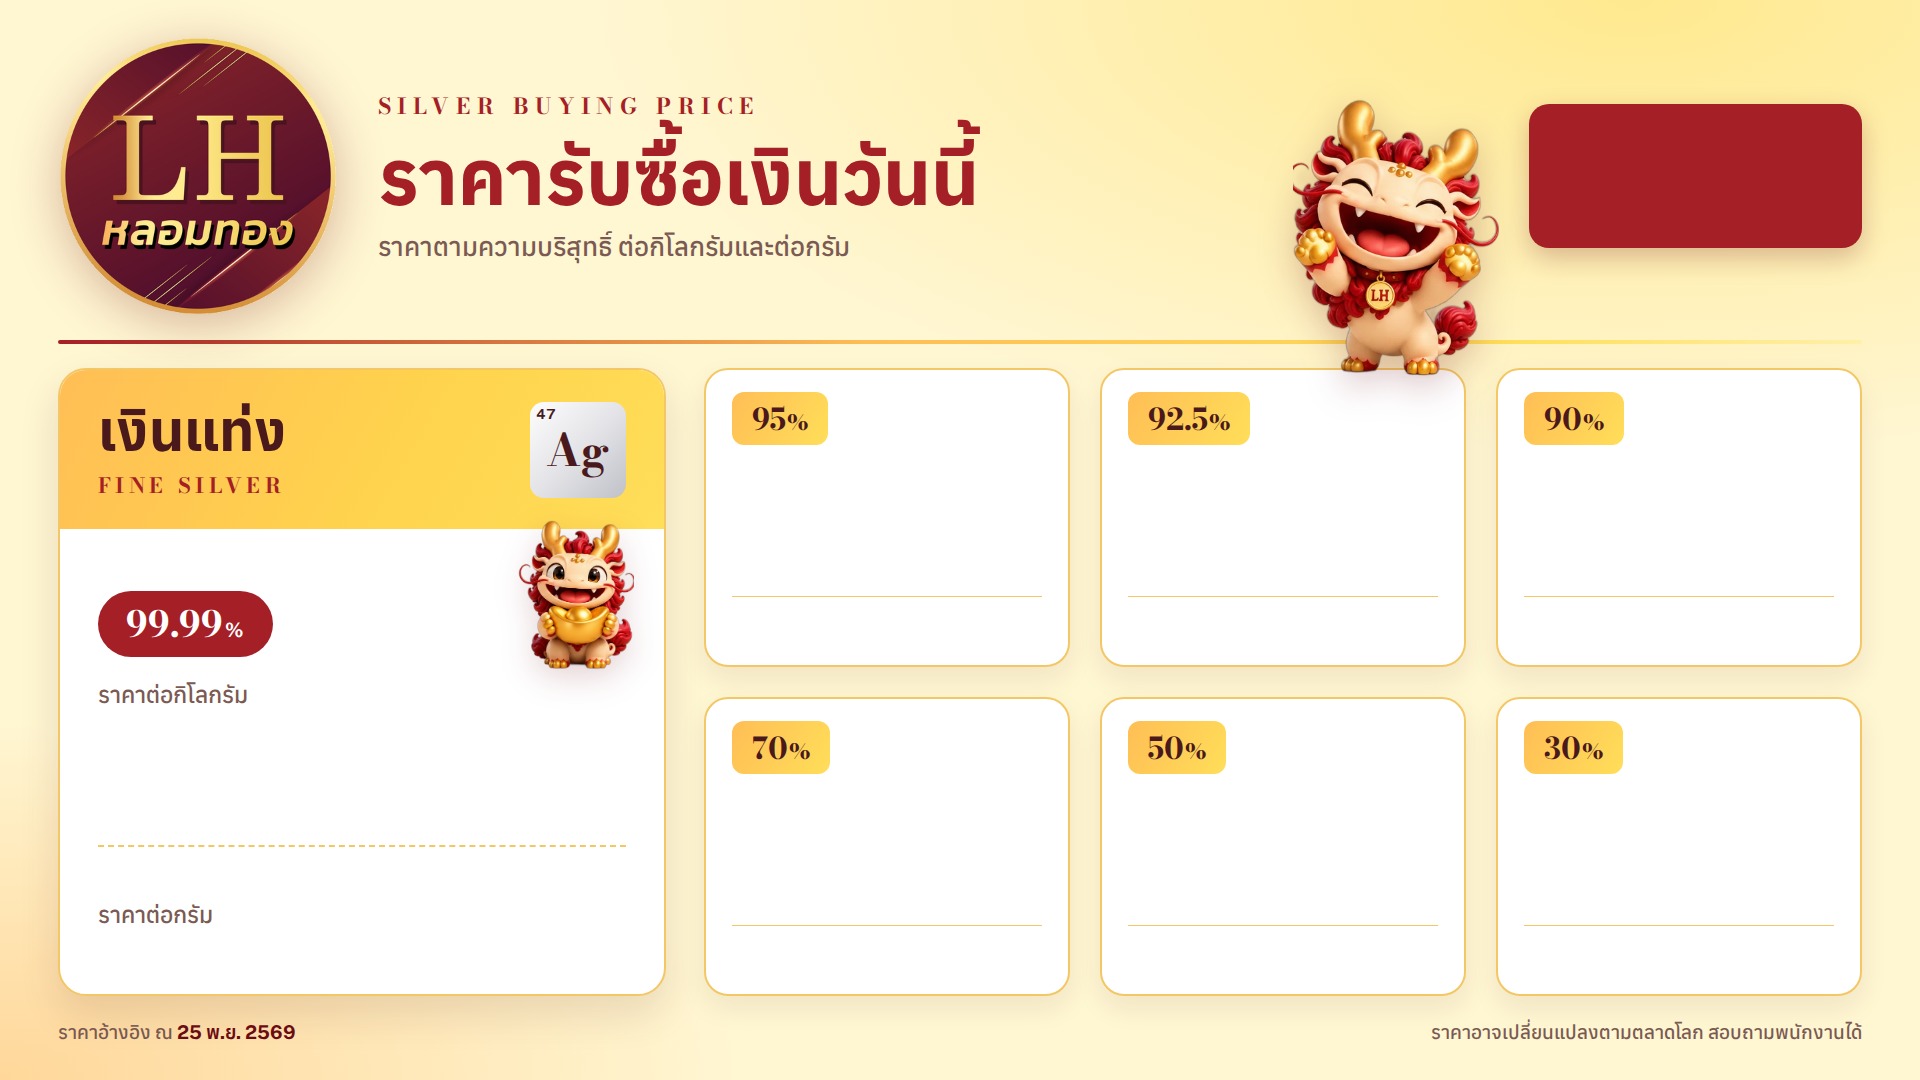 LH
หลอมทอง
SILVER BUYING PRICE
ราคารับซื้อเงินวันนี้
ราคาตามความบริสุทธิ์ ต่อกิโลกรัมและต่อกรัม
LH
เงินแท่ง
FINE SILVER
47
Ag
99.99%
ราคาต่อกิโลกรัม
ราคาต่อกรัม
95%
92.5%
90%
70%
50%
30%
ราคาอ้างอิง ณ 25 พ.ย. 2569
ราคาอาจเปลี่ยนแปลงตามตลาดโลก สอบถามพนักงานได้